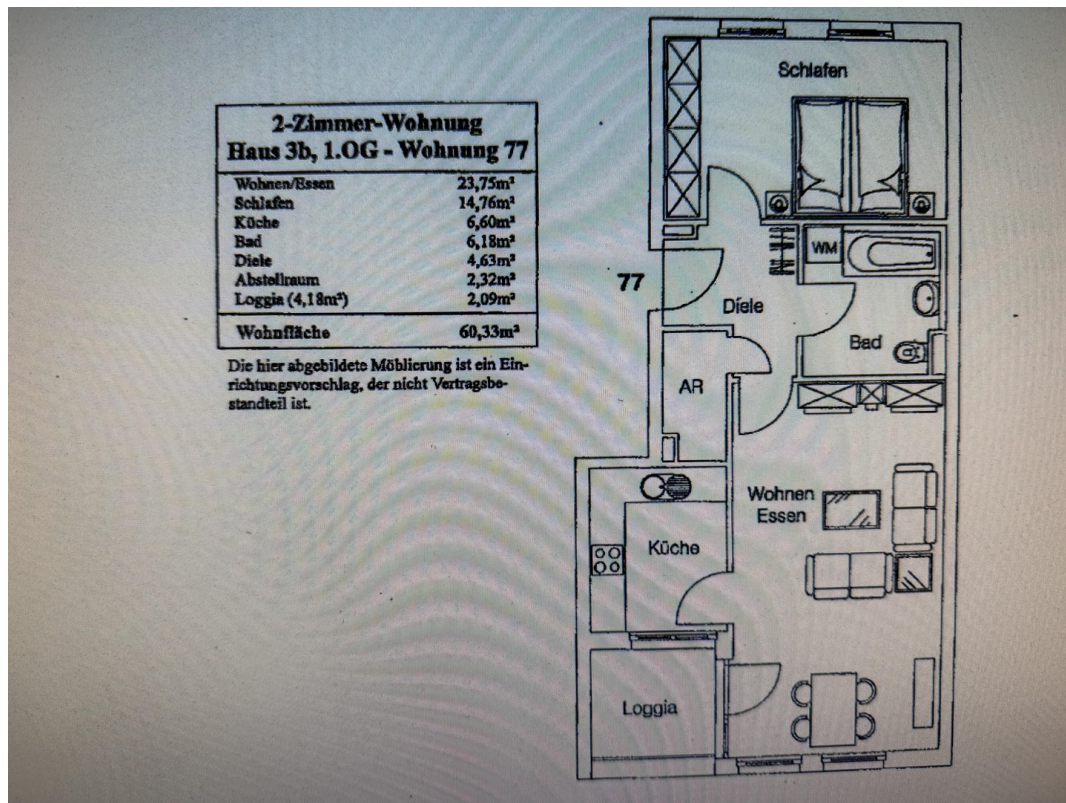 2-Zimmer-Wohnung
Haus 3b, 1.OG - Wohnung 77
Wohnen/Essen 23,75m²
Schlafen 14,76m²
Küche 6,60m²
Bad 6,18m²
Diele 4,63m²
Abstellraum 2,32m²
Loggia (4,18m²) 2,09m²
Wohnfläche 60,33m²
Die hier abgebildete Möblierung ist ein Ein-
richtungsvorschlag, der nicht Vertragsbe-
standteil ist.
Schlafen
WM
77
Diele
Bad
AR
Wohnen
Essen
Küche
Loggia